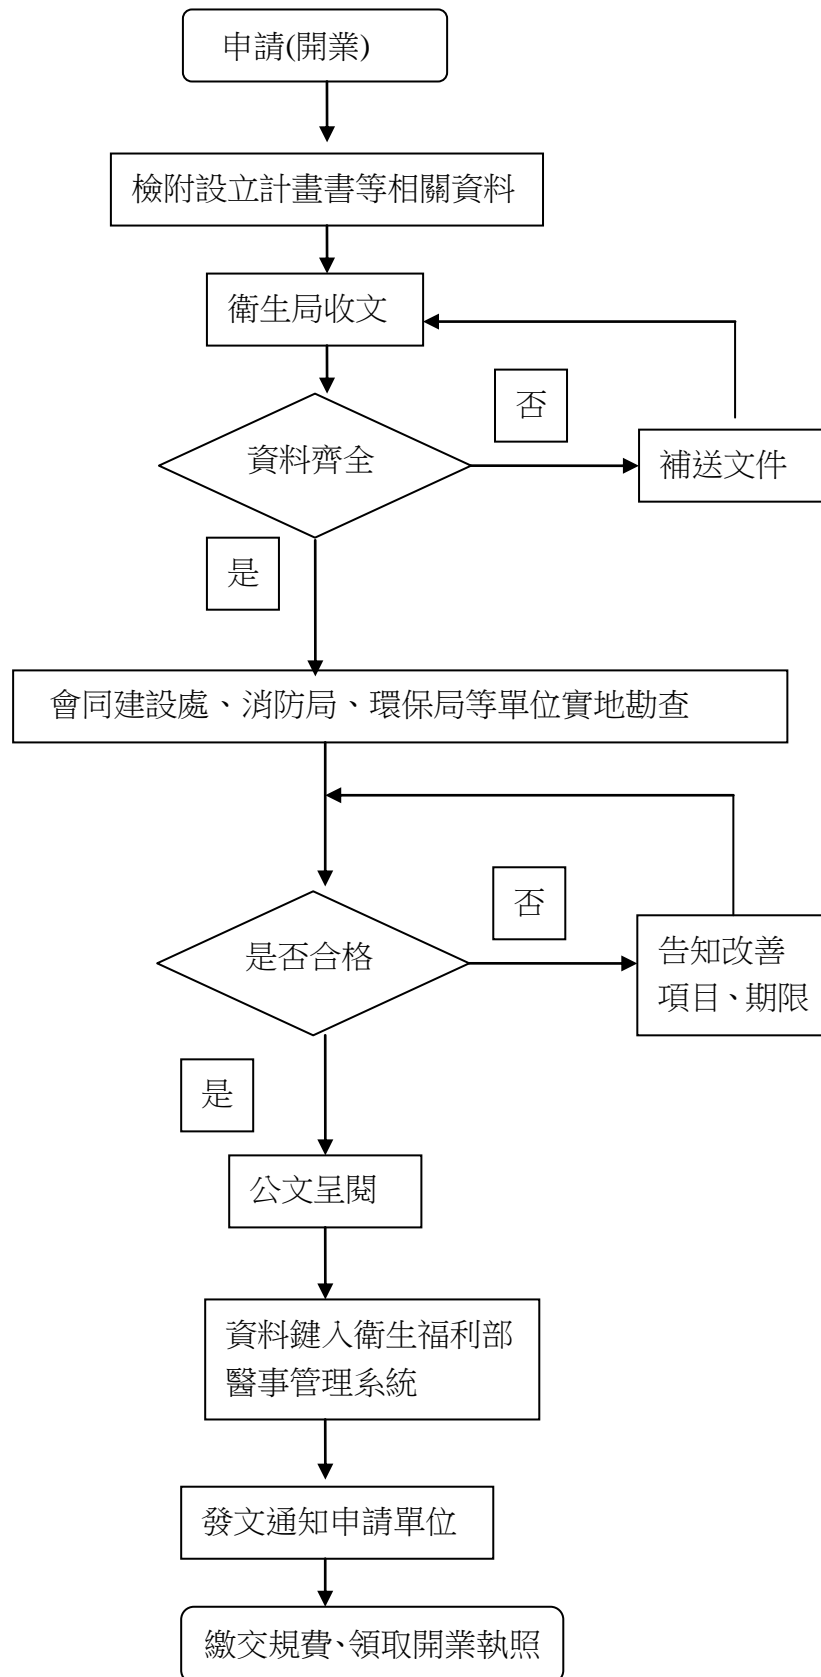 申請(開業)
檢附設立計畫書等相關資料
衛生局收文
否
資料齊全
補送文件
是
會同建設處、消防局、環保局等單位實地勘查
否
是否合格
告知改善
項目、期限
是
公文呈閱
資料鍵入衛生福利部
醫事管理系統
發文通知申請單位
繳交規費、領取開業執照